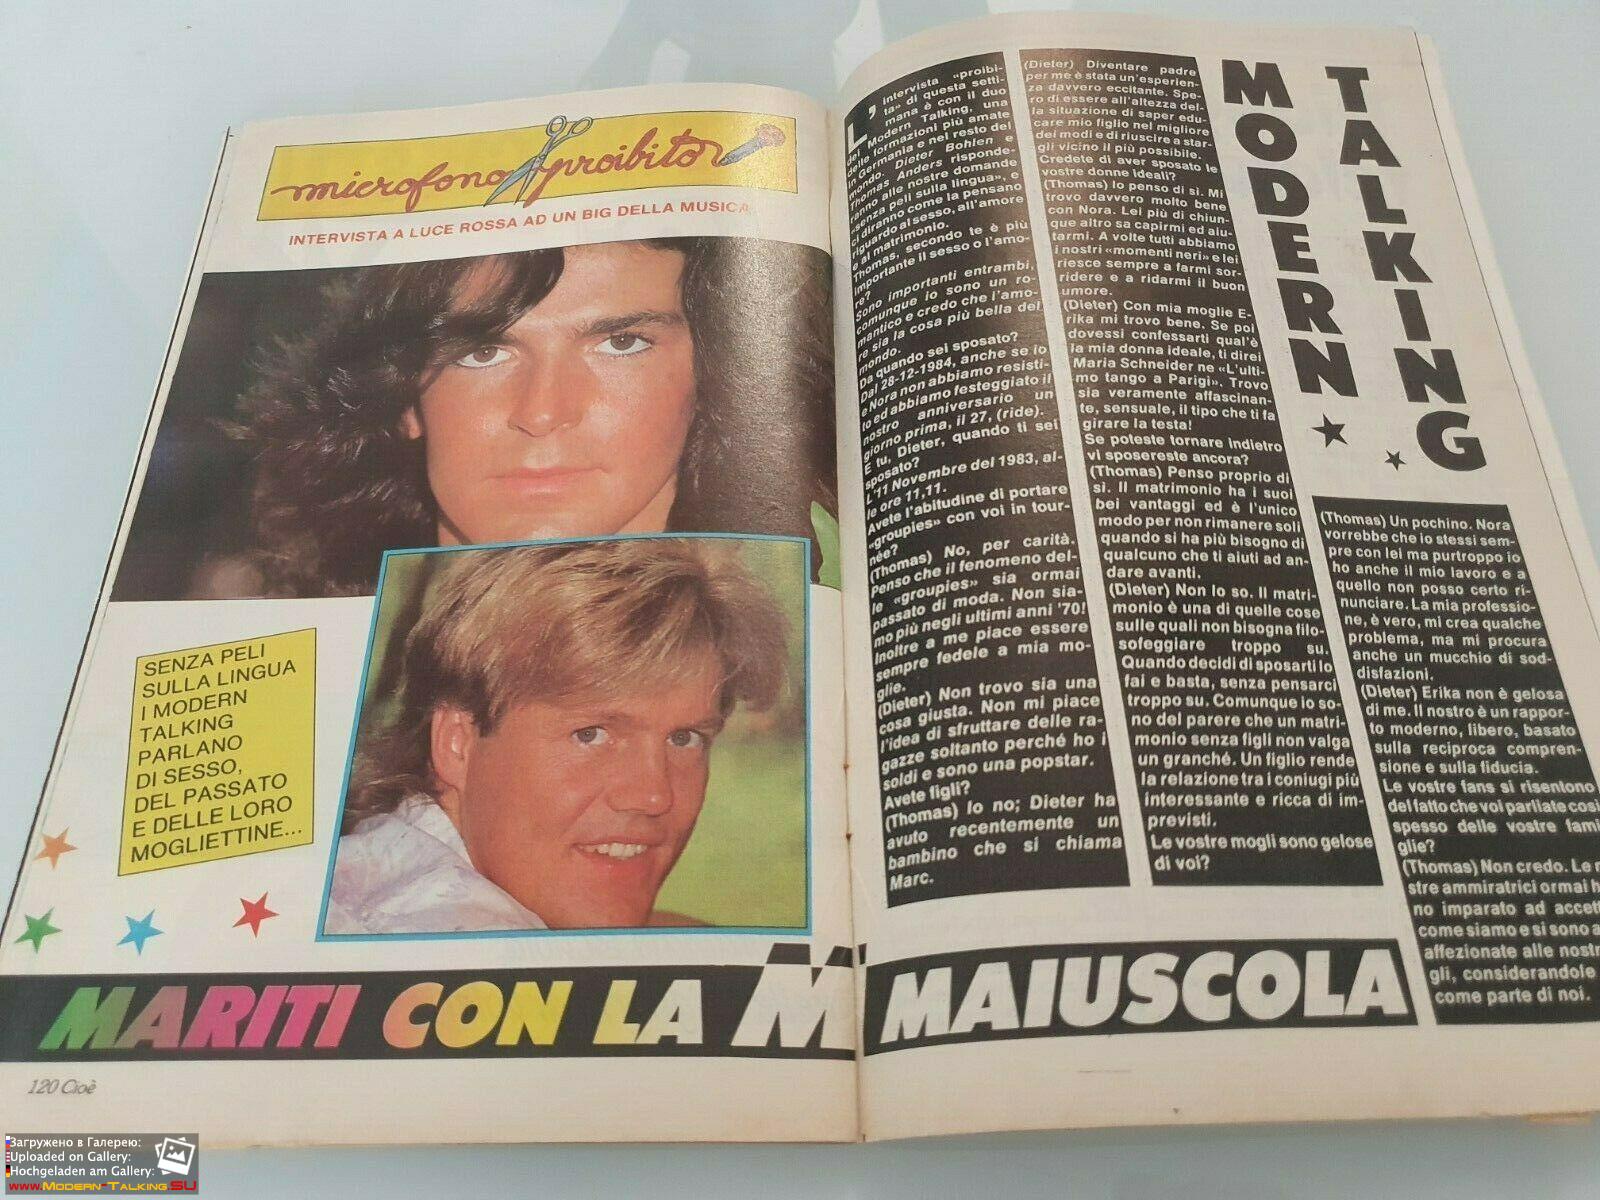 microfono proibito
INTERVISTA A LUCE ROSSA AD UN BIG DELLA MUSICA
SENZA PELI
SULLA LINGUA
I MODERN
TALKING
PARLANO
DI SESSO,
DEL PASSATO
E DELLE LORO
MOGLIETTINE...
MARITI CON LA M
120 Cioè
MAIUSCOLA
MODERN
TALKING
L'intervista «proibi-
ta» di questa setti-
mana è con il duo
dei Modern Talking, una
delle formazioni più amate
in Germania e nel resto del
mondo. Dieter Bohlen e
Thomas Anders risponde-
ranno alle nostre domande
«senza peli sulla lingua», e
ci diranno come la pensano
riguardo al sesso, all'amore
e al matrimonio.
Thomas, secondo te è più
importante il sesso o l'amo-
re?
Sono importanti entrambi,
comunque io sono un ro-
mantico e credo che l'amo-
re sia la cosa più bella del
mondo.
Da quando sei sposato?
Dal 28-12-1984, anche se io
e Nora non abbiamo resisti-
to ed abbiamo festeggiato il
nostro anniversario un
giorno prima, il 27, (ride).
E tu, Dieter, quando ti sei
sposato?
L'11 Novembre del 1983, al-
le ore 11,11.
Avete l'abitudine di portare
«groupies» con voi in tour-
née?
(Thomas) No, per carità.
Penso che il fenomeno del-
le «groupies» sia ormai
passato di moda. Non sia-
mo più negli ultimi anni '70!
Inoltre a me piace essere
sempre fedele a mia mo-
glie.
(Dieter) Non trovo sia una
cosa giusta. Non mi piace
l'idea di sfruttare delle ra-
gazze soltanto perché ho i
soldi e sono una popstar.
Avete figli?
(Thomas) Io no; Dieter ha
avuto recentemente un
bambino che si chiama
Marc.
(Dieter) Diventare padre
per me è stata un'esperien-
za davvero eccitante. Spe-
ro di essere all'altezza del-
la situazione di saper edu-
care mio figlio nel migliore
dei modi e di riuscire a star-
gli vicino il più possibile.
Credete di aver sposato le
vostre donne ideali?
(Thomas) Io penso di sì. Mi
trovo davvero molto bene
con Nora. Lei più di chiun-
que altro sa capirmi ed aiu-
tarmi. A volte tutti abbiamo
i nostri «momenti neri» e lei
riesce sempre a farmi sor-
ridere e a ridarmi il buon
umore.
(Dieter) Con mia moglie E-
rika mi trovo bene. Se poi
dovessi confessarti qual'è
la mia donna ideale, ti direi
Maria Schneider ne «L'ulti-
mo tango a Parigi». Trovo
sia veramente affascinan-
te, sensuale, il tipo che ti fa
girare la testa!
Se poteste tornare indietro
vi sposereste ancora?
(Thomas) Penso proprio di
sì. Il matrimonio ha i suoi
bei vantaggi ed è l'unico
modo per non rimanere soli
quando si ha più bisogno di
qualcuno che ti aiuti ad an-
dare avanti.
(Dieter) Non lo so. Il matri-
monio è una di quelle cose
sulle quali non bisogna filo-
sofeggiare troppo su.
Quando decidi di sposarti lo
fai e basta, senza pensarci
troppo su. Comunque io so-
no del parere che un matri-
monio senza figli non valga
un granché. Un figlio rende
la relazione tra i coniugi più
interessante e ricca di im-
previsti.
Le vostre mogli sono gelose
di voi?
(Thomas) Un pochino. Nora
vorrebbe che io stessi sem-
pre con lei ma purtroppo io
ho anche il mio lavoro e a
quello non posso certo ri-
nunciare. La mia professio-
ne, è vero, mi crea qualche
problema, ma mi procura
anche un mucchio di sod-
disfazioni.
(Dieter) Erika non è gelosa
di me. Il nostro è un rappor-
to moderno, libero, basato
sulla reciproca compren-
sione e sulla fiducia.
Le vostre fans si risentono
del fatto che voi parliate così
spesso delle vostre fami
glie?
(Thomas) Non credo. Le n
stre ammiratrici ormai h
no imparato ad accett
come siamo e si sono a
affezionate alle nostr
gli, considerandole
come parte di noi.
Загружено в Галерею:
Uploaded on Gallery:
Hochgeladen am Gallery:
www.Modern-Talking.SU